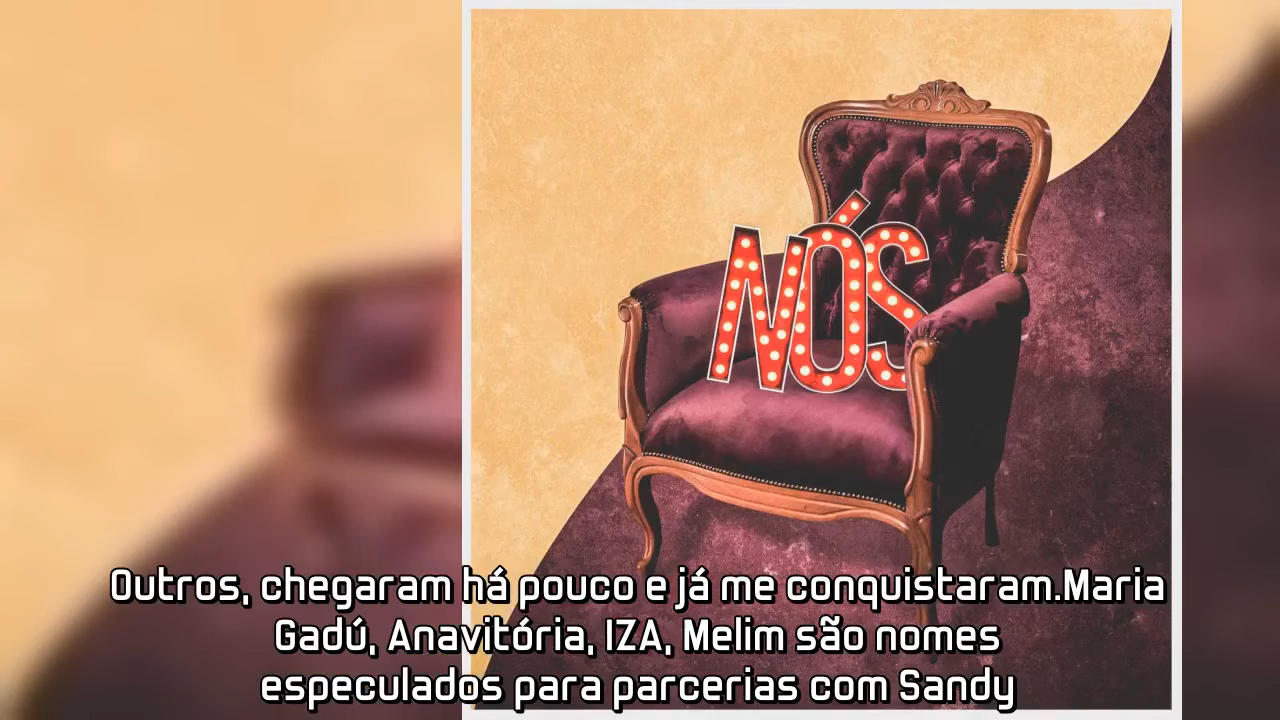 NÓS
Outros, chegaram há pouco e já me conquistaram.Maria
Gadú, Anavitória, IZA, Melim são nomes
especulados para parcerias com Sandy